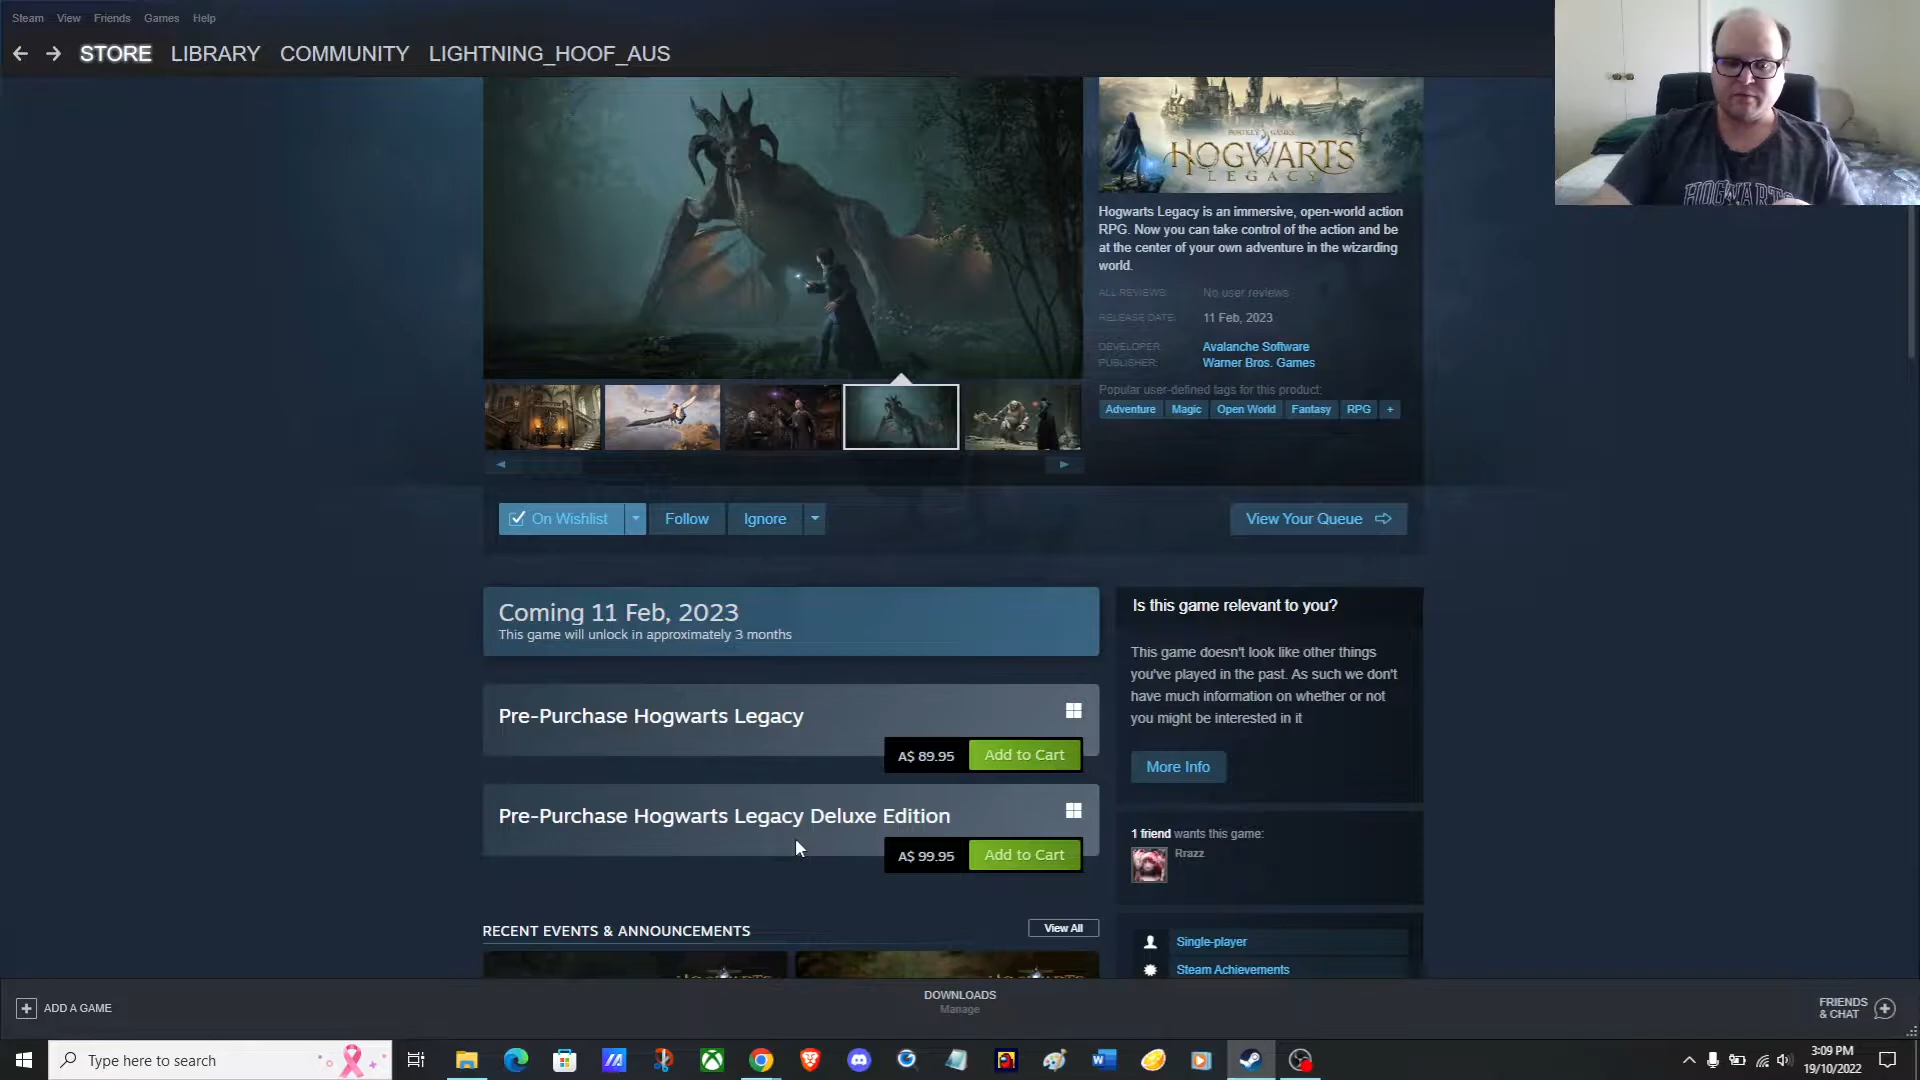 Steam View Friends Games Help
STORE LIBRARY COMMUNITY LIGHTNING_HOOF_AUS
PORTKEY GAMES
HOGWARTS
LEGACY
Hogwarts Legacy is an immersive, open-world action
RPG. Now you can take control of the action and be
at the center of your own adventure in the wizarding
world.
ALL REVIEWS: No user reviews
RELEASE DATE: 11 Feb, 2023
DEVELOPER: Avalanche Software
PUBLISHER: Warner Bros. Games
Popular user-defined tags for this product:
Adventure Magic Open World Fantasy RPG +
On Wishlist Follow Ignore View Your Queue
Coming 11 Feb, 2023
This game will unlock in approximately 3 months
Pre-Purchase Hogwarts Legacy
A$ 89.95 Add to Cart
Pre-Purchase Hogwarts Legacy Deluxe Edition
A$ 99.95 Add to Cart
RECENT EVENTS & ANNOUNCEMENTS View All
Is this game relevant to you?
This game doesn't look like other things
you've played in the past. As such we don't
have much information on whether or not
you might be interested in it
More Info
1 friend wants this game:
Rrazz
Single-player
Steam Achievements
HOGWARTS
ADD A GAME
DOWNLOADS
Manage
FRIENDS
& CHAT
Type here to search
3:09 PM
19/10/2022